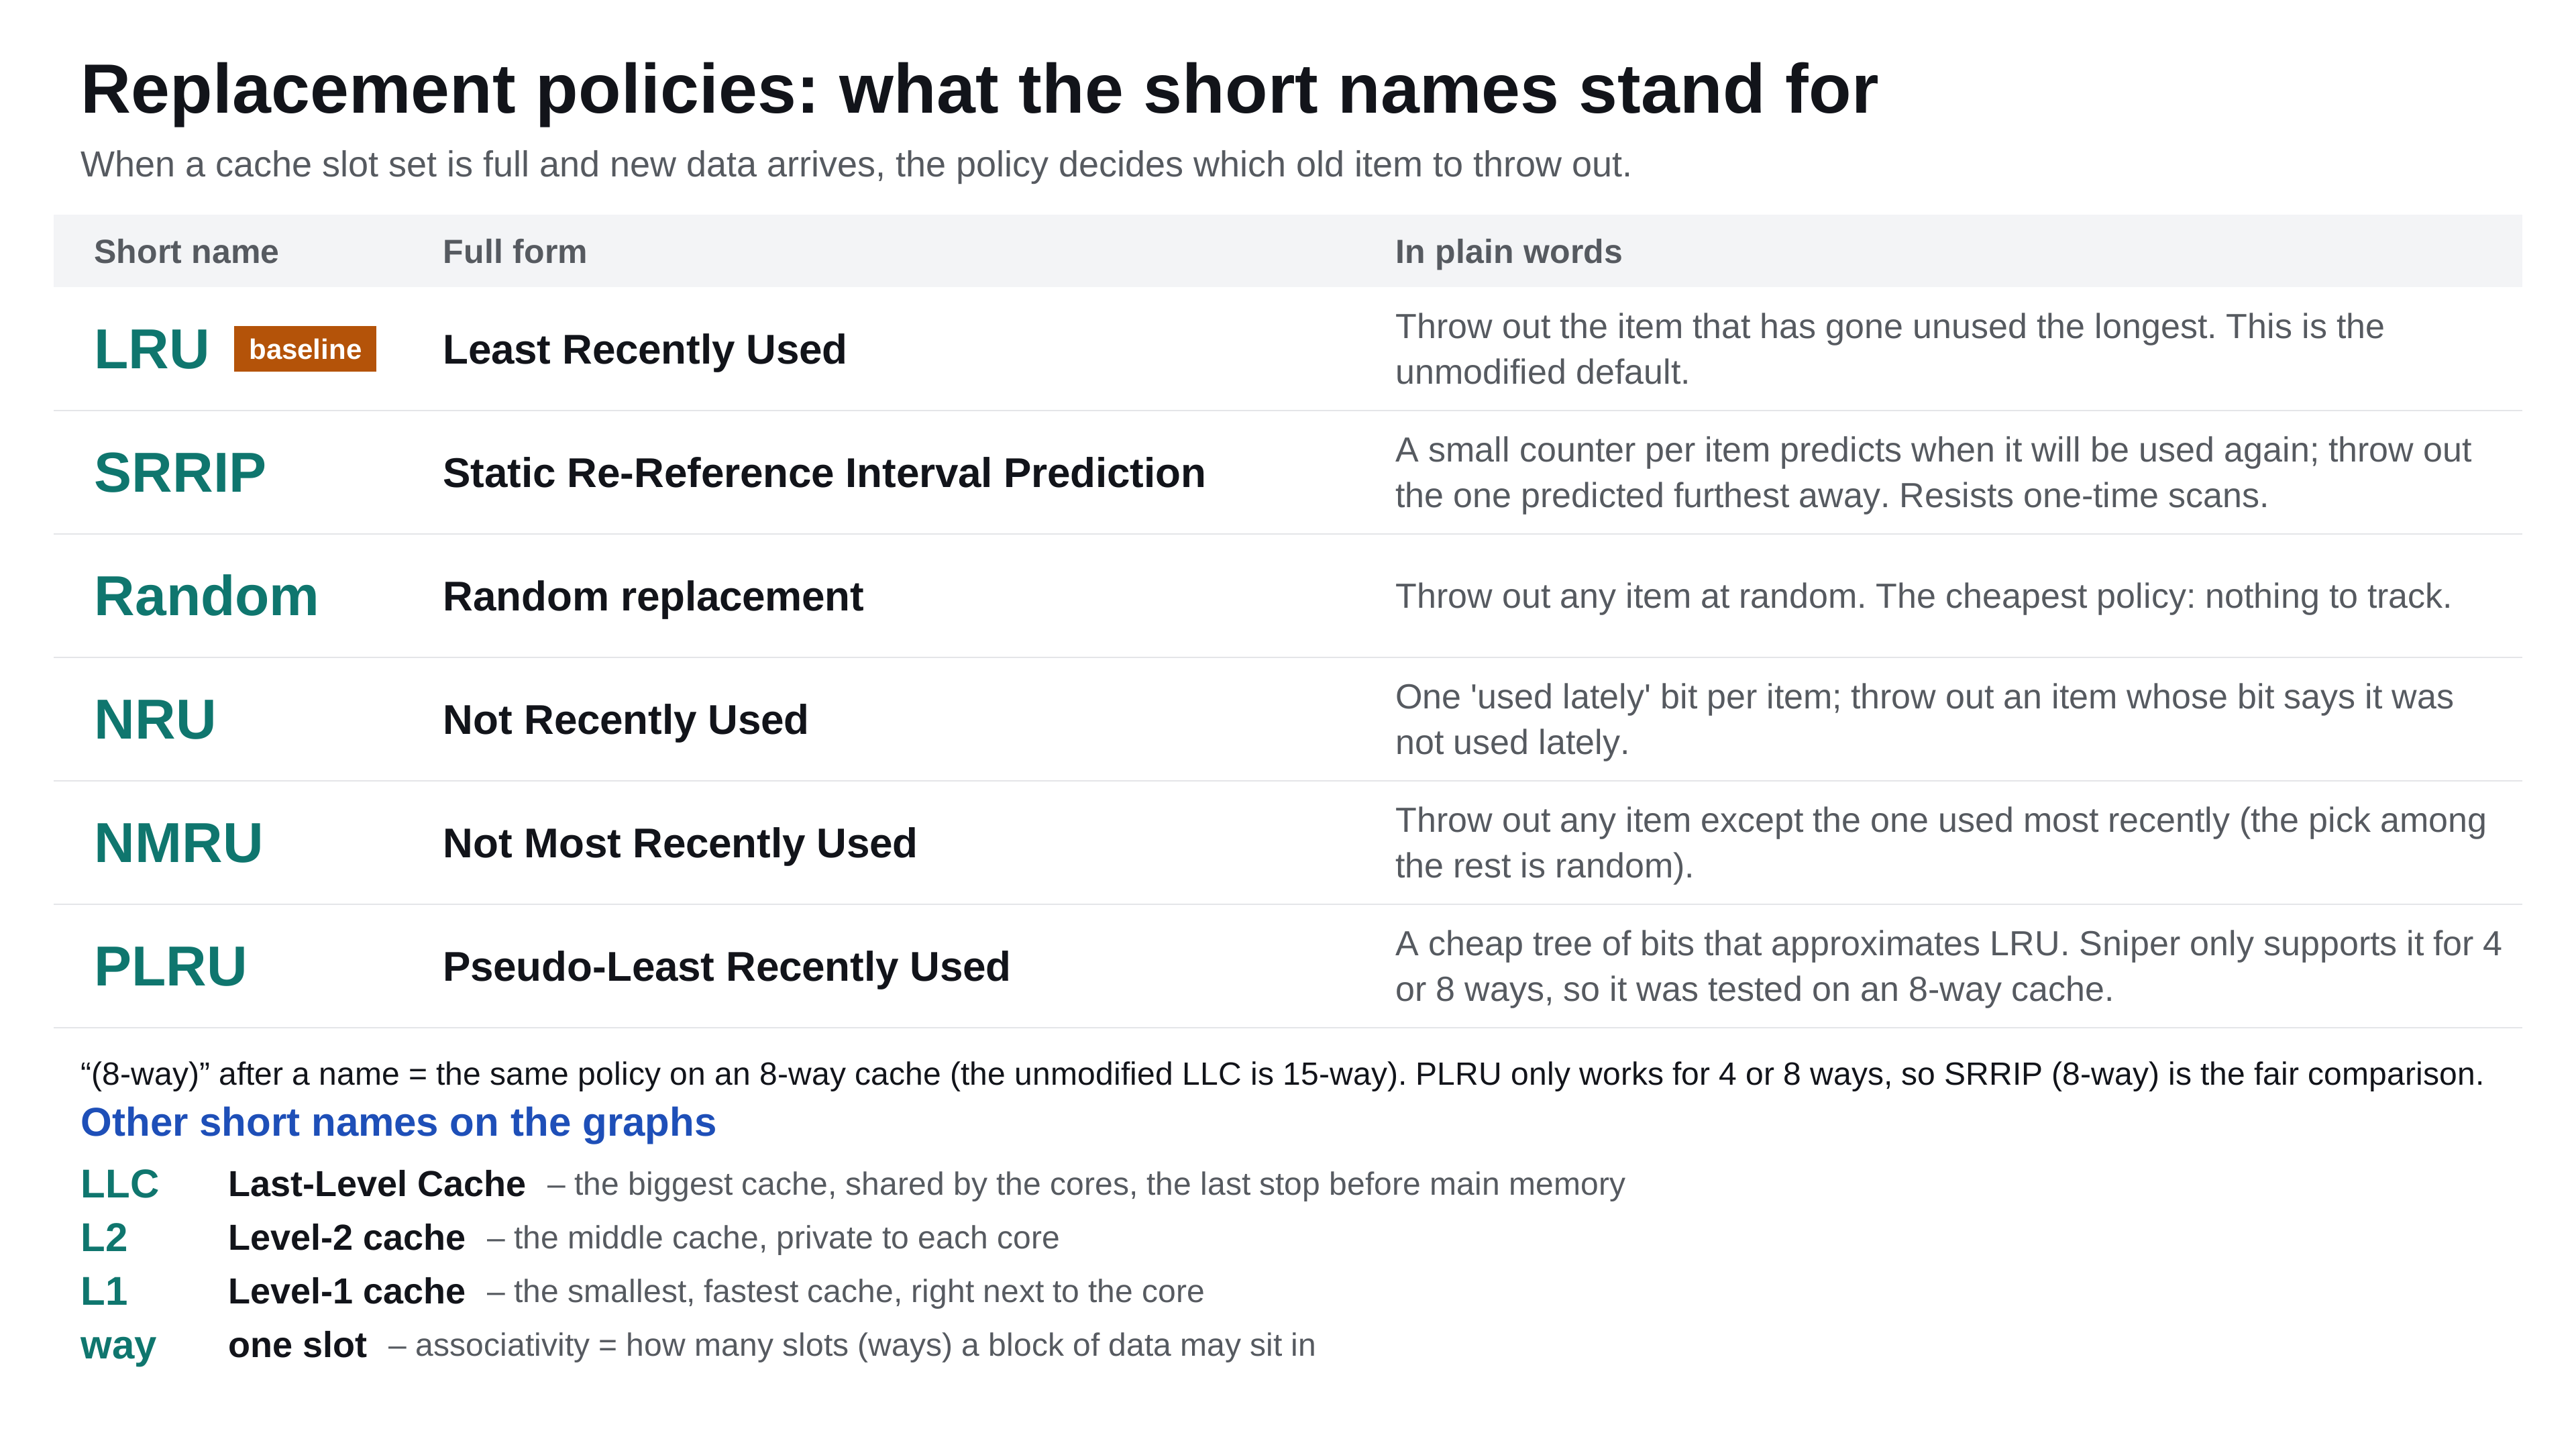 Replacement policies: what the short names stand for
When a cache slot set is full and new data arrives, the policy decides which old item to throw out.
Short name Full form In plain words
LRU baseline Least Recently Used Throw out the item that has gone unused the longest. This is the
unmodified default.
SRRIP Static Re-Reference Interval Prediction A small counter per item predicts when it will be used again; throw out
the one predicted furthest away. Resists one-time scans.
Random Random replacement Throw out any item at random. The cheapest policy: nothing to track.
NRU Not Recently Used One 'used lately' bit per item; throw out an item whose bit says it was
not used lately.
NMRU Not Most Recently Used Throw out any item except the one used most recently (the pick among
the rest is random).
PLRU Pseudo-Least Recently Used A cheap tree of bits that approximates LRU. Sniper only supports it for 4
or 8 ways, so it was tested on an 8-way cache.
“(8-way)” after a name = the same policy on an 8-way cache (the unmodified LLC is 15-way). PLRU only works for 4 or 8 ways, so SRRIP (8-way) is the fair comparison.
Other short names on the graphs
LLC Last-Level Cache – the biggest cache, shared by the cores, the last stop before main memory
L2 Level-2 cache – the middle cache, private to each core
L1 Level-1 cache – the smallest, fastest cache, right next to the core
way one slot – associativity = how many slots (ways) a block of data may sit in